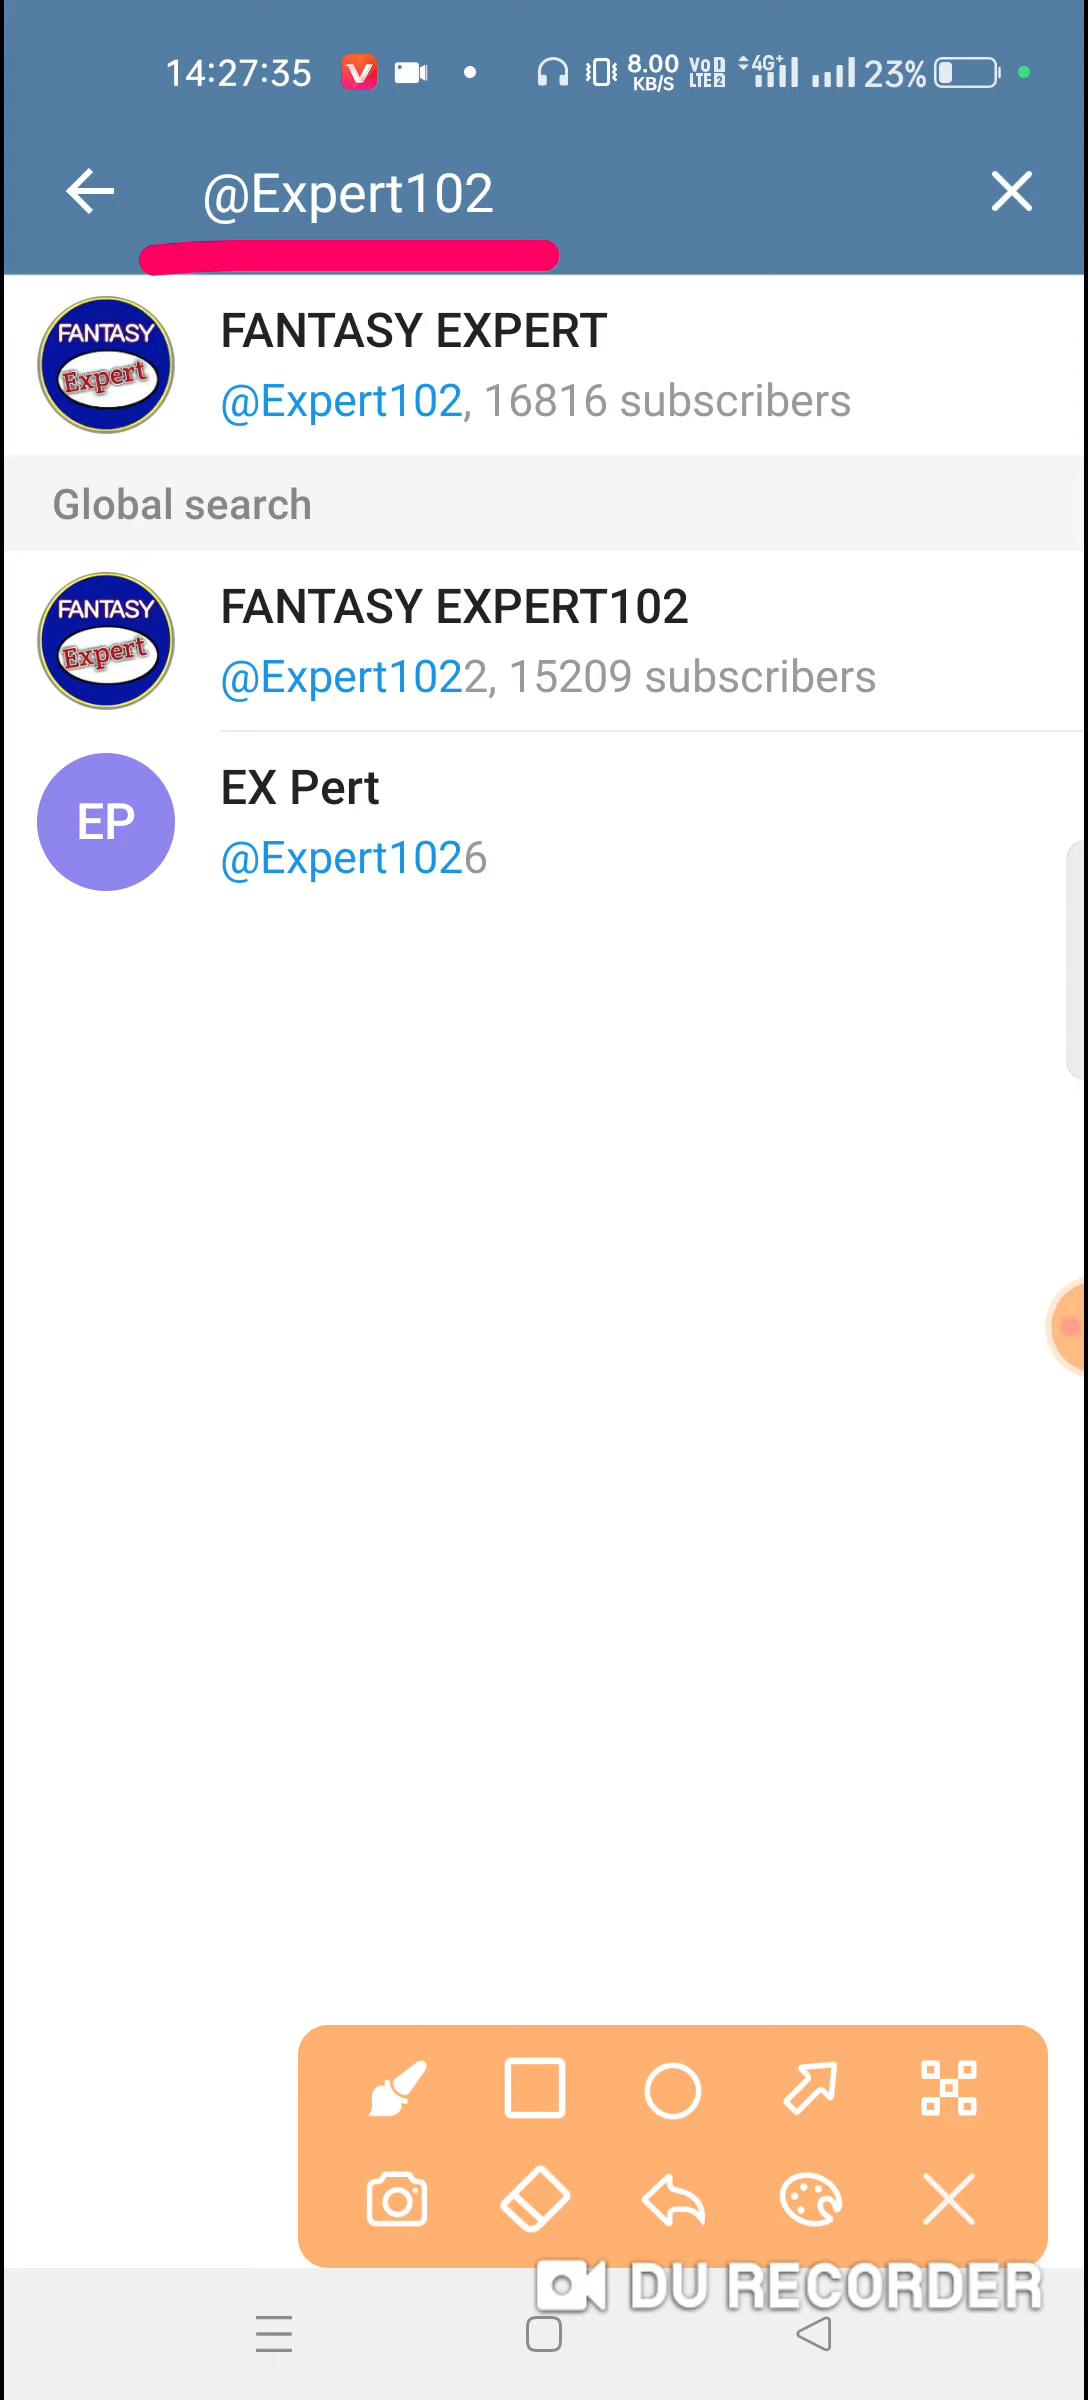 14:27:35 8.00 KB/S VoD LTE2 4G+ 23%
@Expert102
FANTASY Expert
FANTASY EXPERT
@Expert102, 16816 subscribers
Global search
FANTASY Expert
FANTASY EXPERT102
@Expert1022, 15209 subscribers
EP
EX Pert
@Expert1026
DU RECORDER